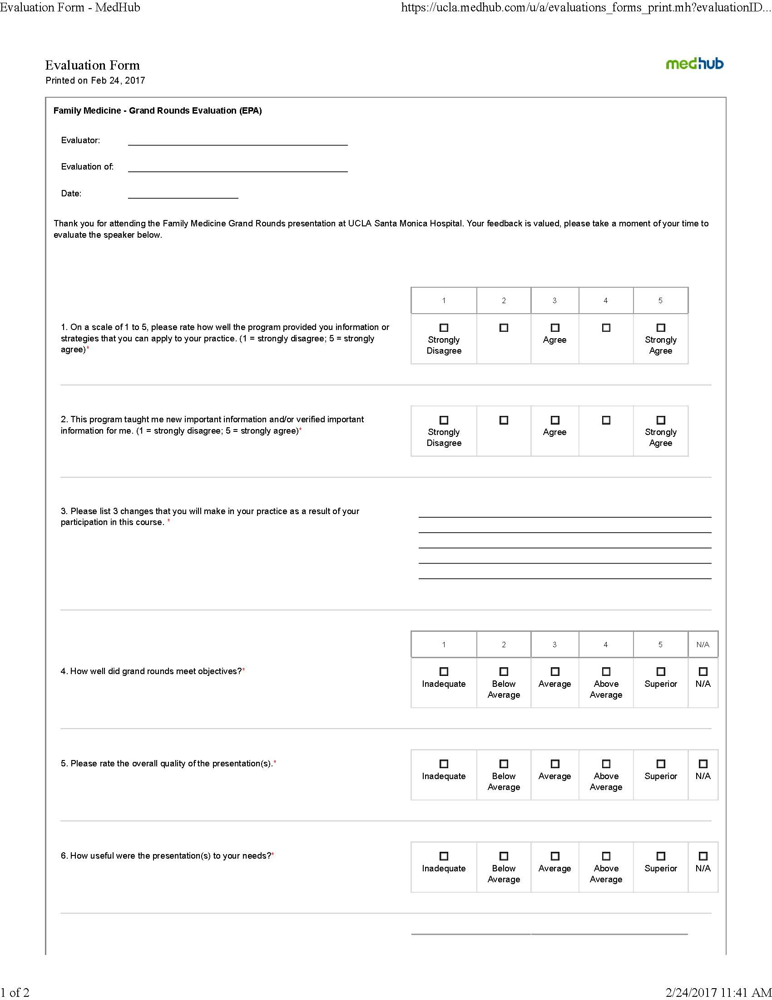 Evaluation Form - MedHub https://ucla.medhub.com/u/a/evaluations_forms_print.mh?evaluationID...
Evaluation Form
medhub
Printed on Feb 24, 2017
Family Medicine - Grand Rounds Evaluation (EPA)
Evaluator:
Evaluation of:
Date:
Thank you for attending the Family Medicine Grand Rounds presentation at UCLA Santa Monica Hospital. Your feedback is valued, please take a moment of your time to
evaluate the speaker below.
1 2 3 4 5
1. On a scale of 1 to 5, please rate how well the program provided you information or
strategies that you can apply to your practice. (1 = strongly disagree; 5 = strongly
agree)*
Strongly Agree Strongly
Disagree Agree
2. This program taught me new important information and/or verified important
information for me. (1 = strongly disagree; 5 = strongly agree)*
Strongly Agree Strongly
Disagree Agree
3. Please list 3 changes that you will make in your practice as a result of your
participation in this course. *
1 2 3 4 5 N/A
4. How well did grand rounds meet objectives?*
Inadequate Below Average Above Superior N/A
Average Average
5. Please rate the overall quality of the presentation(s).*
Inadequate Below Average Above Superior N/A
Average Average
6. How useful were the presentation(s) to your needs?*
Inadequate Below Average Above Superior N/A
Average Average
1 of 2 2/24/2017 11:41 AM